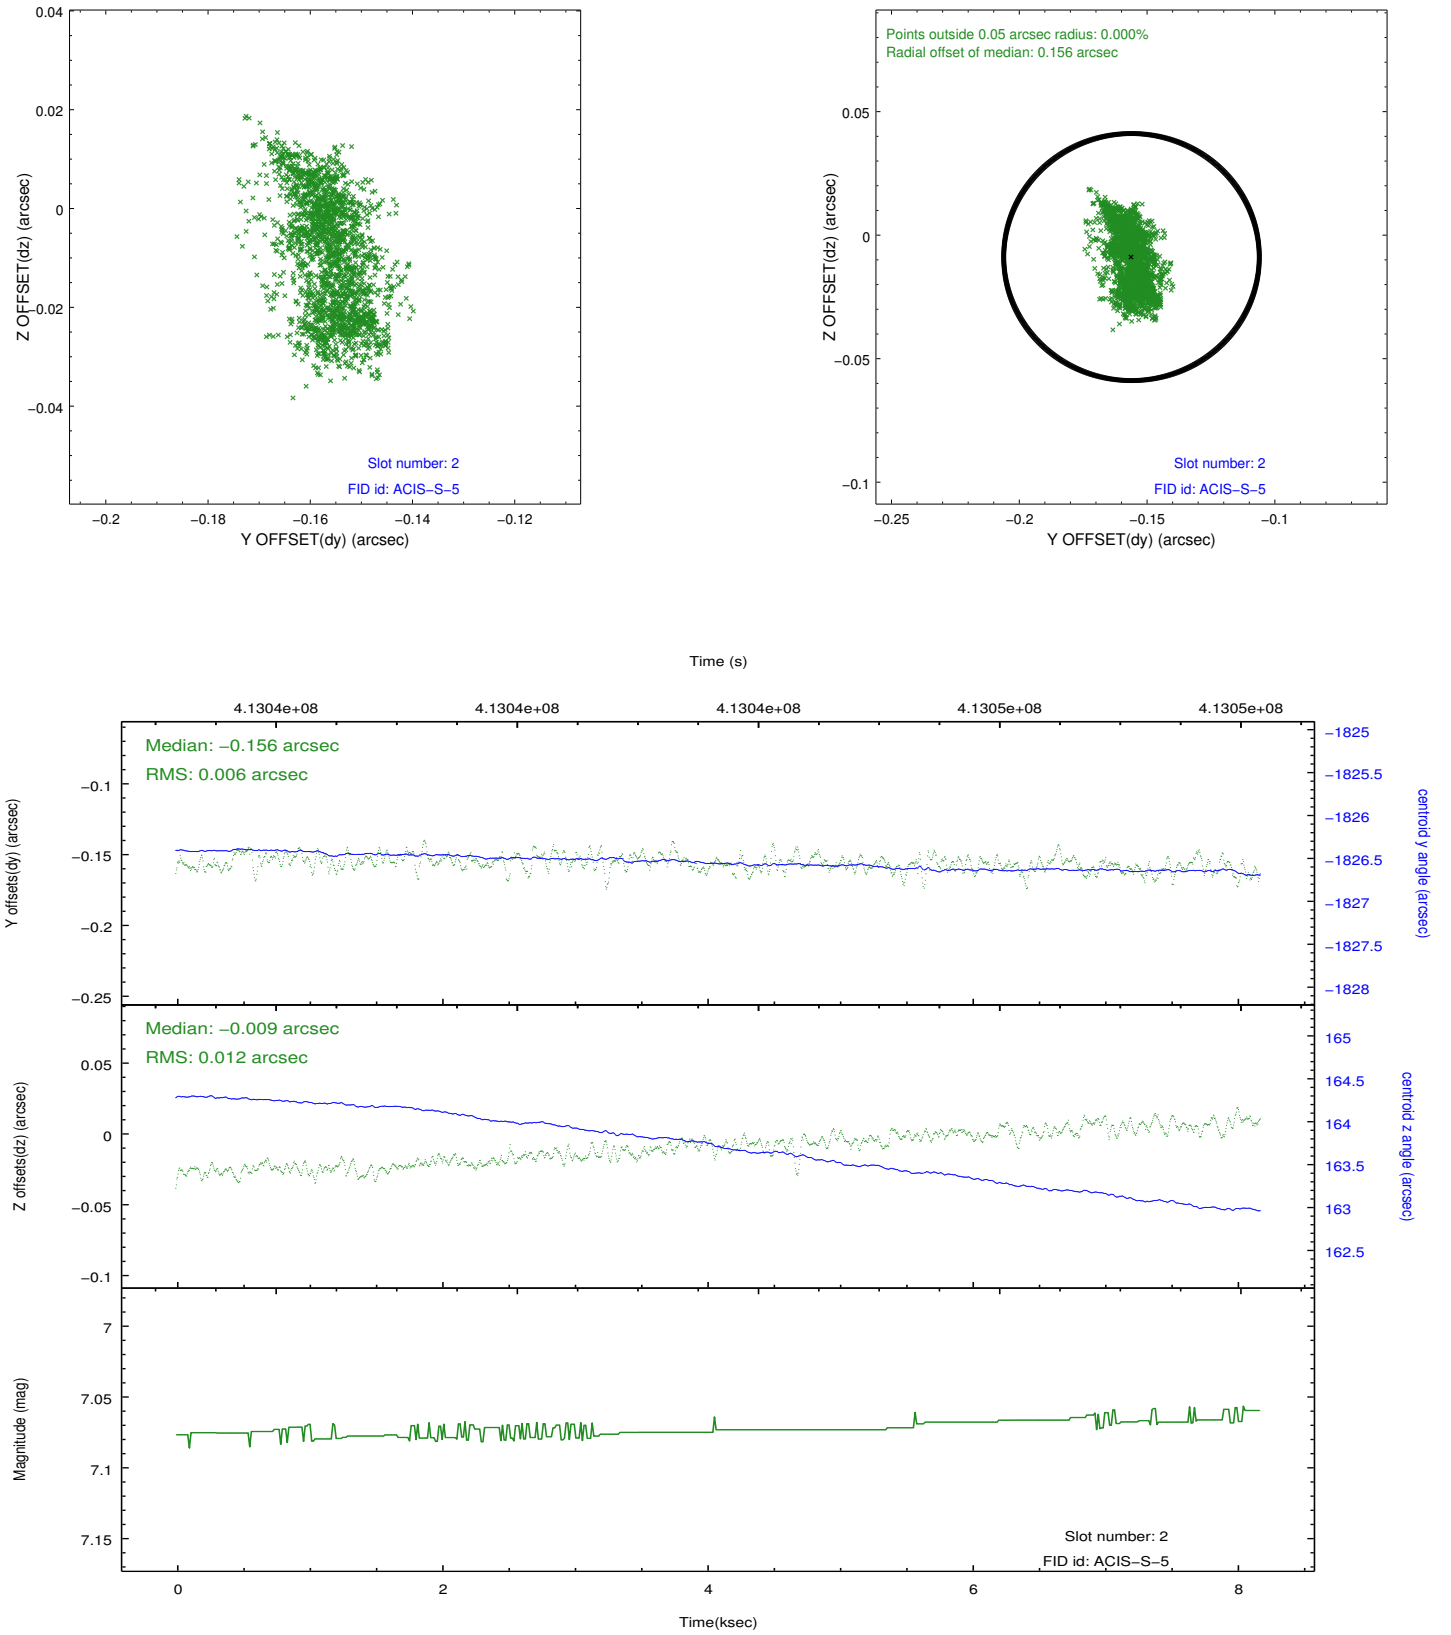 0.04
0.02
0
−0.02
−0.04
Z OFFSET(dz) (arcsec)
Slot number: 2
FID id: ACIS−S−5
−0.2
−0.18
−0.16
−0.14
−0.12
Y OFFSET(dy) (arcsec)
Points outside 0.05 arcsec radius: 0.000%
Radial offset of median: 0.156 arcsec
0.05
0
−0.05
−0.1
Z OFFSET(dz) (arcsec)
Slot number: 2
FID id: ACIS−S−5
−0.25
−0.2
−0.15
−0.1
Y OFFSET(dy) (arcsec)
Time (s)
4.1304e+08
4.1304e+08
4.1304e+08
4.1305e+08
4.1305e+08
Median: −0.156 arcsec
RMS: 0.006 arcsec
−0.1
−0.15
−0.2
−0.25
Y offsets(dy) (arcsec)
−1825
−1825.5
−1826
−1826.5
−1827
−1827.5
−1828
centroid y angle (arcsec)
Median: −0.009 arcsec
RMS: 0.012 arcsec
0.05
0
−0.05
−0.1
Z offsets(dz) (arcsec)
165
164.5
164
163.5
163
162.5
centroid z angle (arcsec)
7
7.05
7.1
7.15
Magnitude (mag)
Slot number: 2
FID id: ACIS−S−5
0
2
4
6
8
Time(ksec)